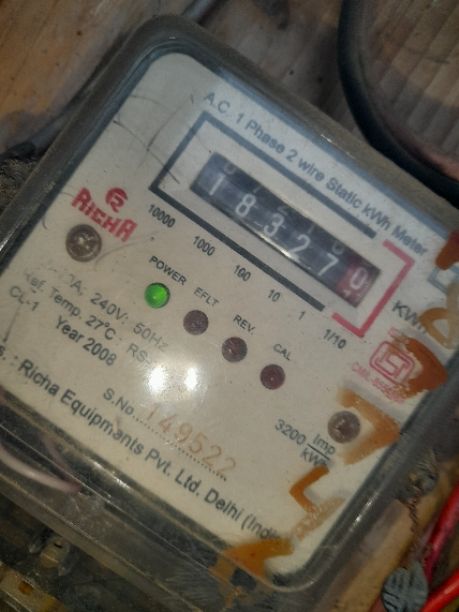 A.C. 1 Phase 2 wire Static kWh Meter
18327 0
10000 1000 100 10 1 1/10
RICHA
KWh
POWER EFLT REV. CAL
240V: 50Hz
Ref. Temp. 27°C: RS-
CL-1
Year 2008
S.No. 149522
3200 Imp/
Richa Equipments Pvt. Ltd. Delhi